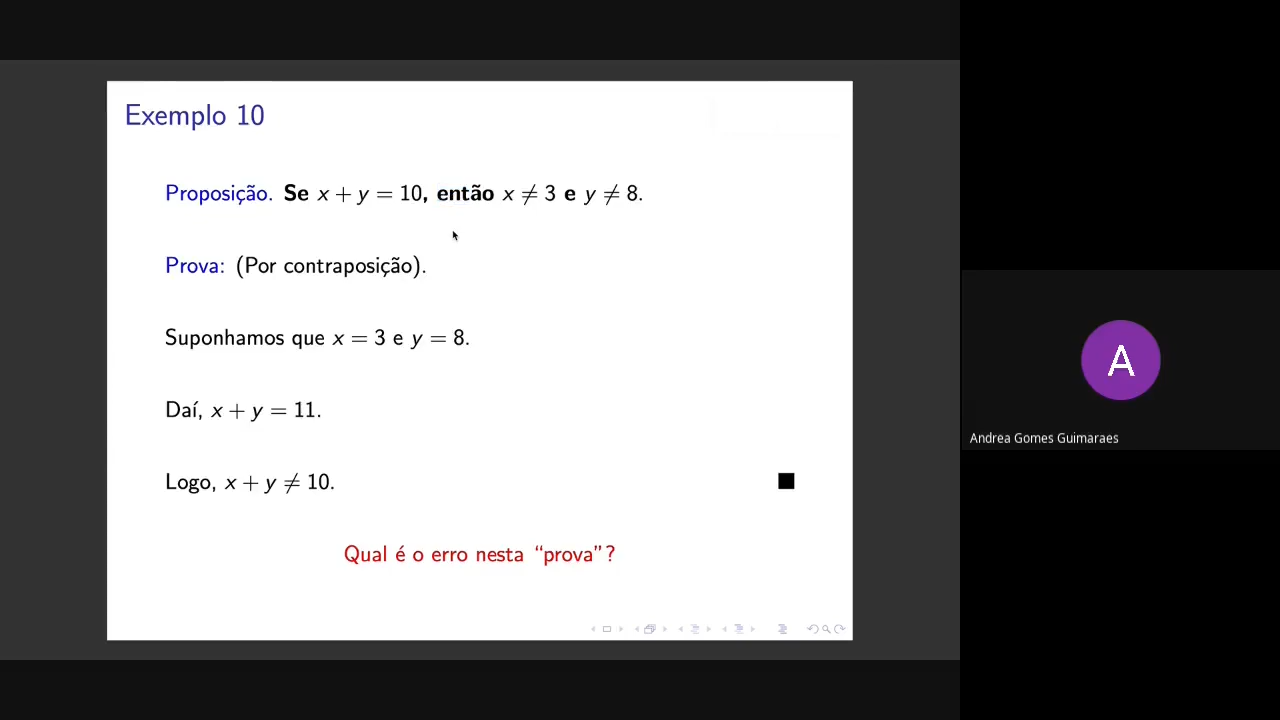 Exemplo 10
Proposição. Se x + y = 10, então x ≠ 3 e y ≠ 8.
Prova: (Por contraposição).
Suponhamos que x = 3 e y = 8.
Daí, x + y = 11.
Logo, x + y ≠ 10.
Qual é o erro nesta “prova”?
A
Andrea Gomes Guimaraes